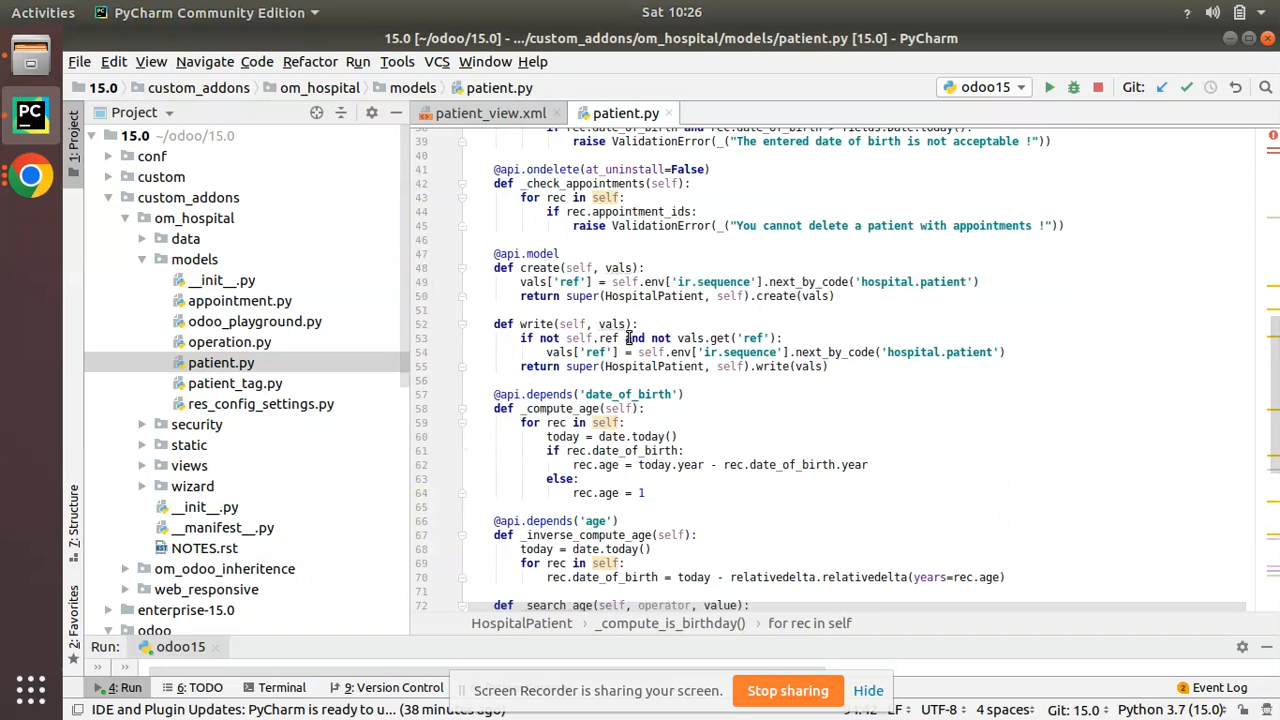 Activities
PyCharm Community Edition
Sat 10:26
15.0 [~/odoo/15.0] - .../custom_addons/om_hospital/models/patient.py [15.0] - PyCharm
File Edit View Navigate Code Refactor Run Tools VCS Window Help
15.0 custom_addons om_hospital models patient.py
odoo15
Git:
1: Project
7: Structure
2: Favorites
Project
15.0 ~/odoo/15.0
conf
custom
custom_addons
om_hospital
data
models
__init__.py
appointment.py
odoo_playground.py
operation.py
patient.py
patient_tag.py
res_config_settings.py
security
static
views
wizard
__init__.py
__manifest__.py
NOTES.rst
om_odoo_inheritence
web_responsive
enterprise-15.0
odoo
patient_view.xml
patient.py
38 if rec.date_of_birth and rec.date_of_birth > fields.Date.today():
39 raise ValidationError(_("The entered date of birth is not acceptable !"))
40
41 @api.ondelete(at_uninstall=False)
42 def _check_appointments(self):
43 for rec in self:
44 if rec.appointment_ids:
45 raise ValidationError(_("You cannot delete a patient with appointments !"))
46
47 @api.model
48 def create(self, vals):
49 vals['ref'] = self.env['ir.sequence'].next_by_code('hospital.patient')
50 return super(HospitalPatient, self).create(vals)
51
52 def write(self, vals):
53 if not self.ref and not vals.get('ref'):
54 vals['ref'] = self.env['ir.sequence'].next_by_code('hospital.patient')
55 return super(HospitalPatient, self).write(vals)
56
57 @api.depends('date_of_birth')
58 def _compute_age(self):
59 for rec in self:
60 today = date.today()
61 if rec.date_of_birth:
62 rec.age = today.year - rec.date_of_birth.year
63 else:
64 rec.age = 1
65
66 @api.depends('age')
67 def _inverse_compute_age(self):
68 today = date.today()
69 for rec in self:
70 rec.date_of_birth = today - relativedelta.relativedelta(years=rec.age)
71
72 def _search_age(self, operator, value):
HospitalPatient _compute_is_birthday() for rec in self
Run: odoo15
4: Run 6: TODO Terminal 9: Version Control
Screen Recorder is sharing your screen. Stop sharing Hide
1 Event Log
IDE and Plugin Updates: PyCharm is ready to u... (38 minutes ago)
94:42 LF UTF-8 4 spaces Git: 15.0 Python 3.7 (15.0)